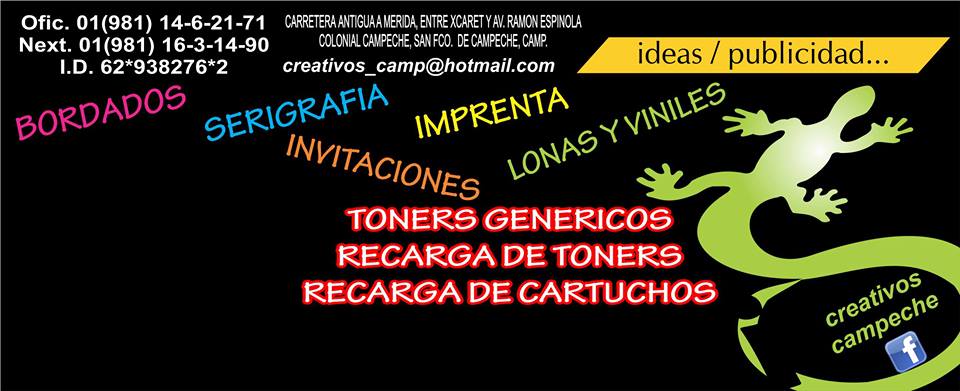 Ofic. 01(981) 14-6-21-71
Next. 01(981) 16-3-14-90
I.D. 62*938276*2
CARRETERA ANTIGUA A MERIDA, ENTRE XCARET Y AV. RAMON ESPINOLA
COLONIAL CAMPECHE, SAN FCO. DE CAMPECHE, CAMP.
creativos_camp@hotmail.com
ideas / publicidad...
BORDADOS
SERIGRAFIA
IMPRENTA
INVITACIONES
LONAS Y VINILES
TONERS GENERICOS
RECARGA DE TONERS
RECARGA DE CARTUCHOS
creativos
campeche
f